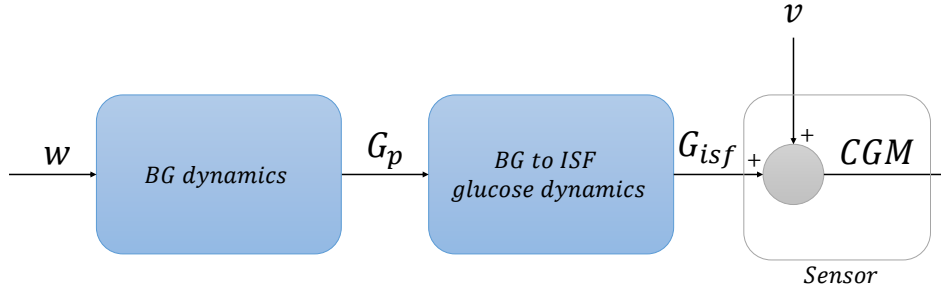 w
BG dynamics
G_p
BG to ISF
glucose dynamics
G_isf
+
v
+
CGM
Sensor